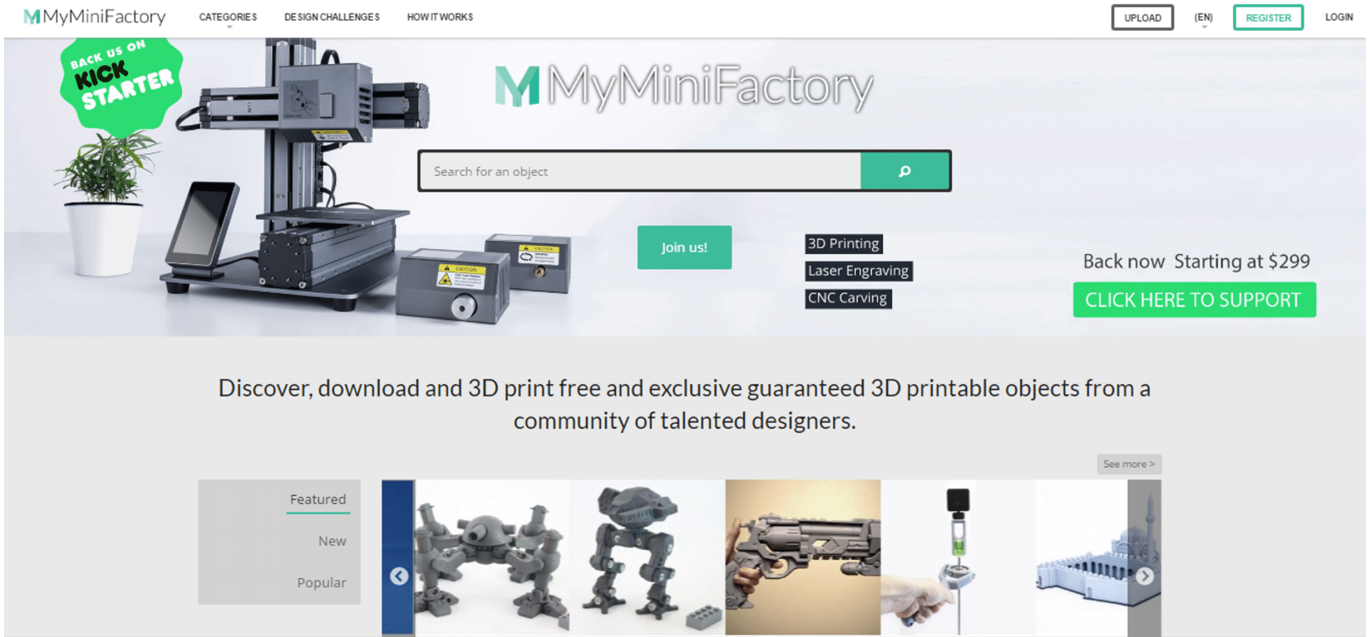 MyMiniFactory
CATEGORIES
DESIGN CHALLENGES
HOW IT WORKS
UPLOAD
(EN)
REGISTER
LOGIN
BACK US ON
KICK
STARTER
MyMiniFactory
Search for an object
Join us!
3D Printing
Laser Engraving
CNC Carving
Back now Starting at $299
CLICK HERE TO SUPPORT
CAUTION
CAUTION
Discover, download and 3D print free and exclusive guaranteed 3D printable objects from a
community of talented designers.
See more >
Featured
New
Popular